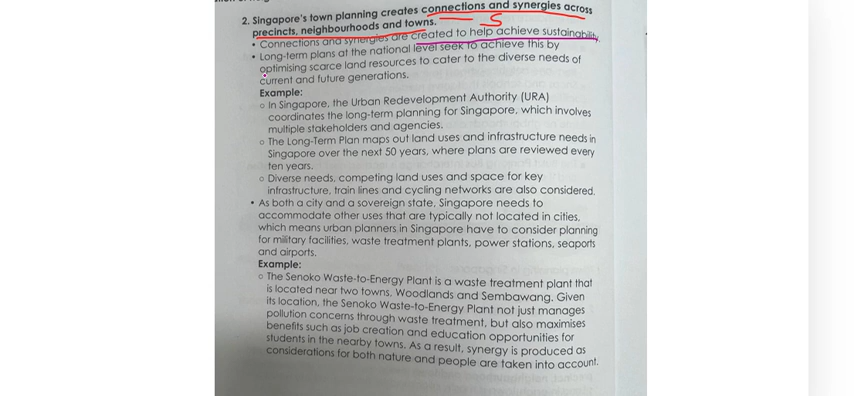 2. Singapore's town planning creates connections and synergies across
precincts, neighbourhoods and towns. S
• Connections and synergies are created to help achieve sustainability.
• Long-term plans at the national level seek to achieve this by
optimising scarce land resources to cater to the diverse needs of
current and future generations.
Example:
○ In Singapore, the Urban Redevelopment Authority (URA)
coordinates the long-term planning for Singapore, which involves
multiple stakeholders and agencies.
○ The Long-Term Plan maps out land uses and infrastructure needs in
Singapore over the next 50 years, where plans are reviewed every
ten years.
○ Diverse needs, competing land uses and space for key
infrastructure, train lines and cycling networks are also considered.
• As both a city and a sovereign state, Singapore needs to
accommodate other uses that are typically not located in cities,
which means urban planners in Singapore have to consider planning
for military facilities, waste treatment plants, power stations, seaports
and airports.
Example:
○ The Senoko Waste-to-Energy Plant is a waste treatment plant that
is located near two towns, Woodlands and Sembawang. Given
its location, the Senoko Waste-to-Energy Plant not just manages
pollution concerns through waste treatment, but also maximises
benefits such as job creation and education opportunities for
students in the nearby towns. As a result, synergy is produced as
considerations for both nature and people are taken into account.